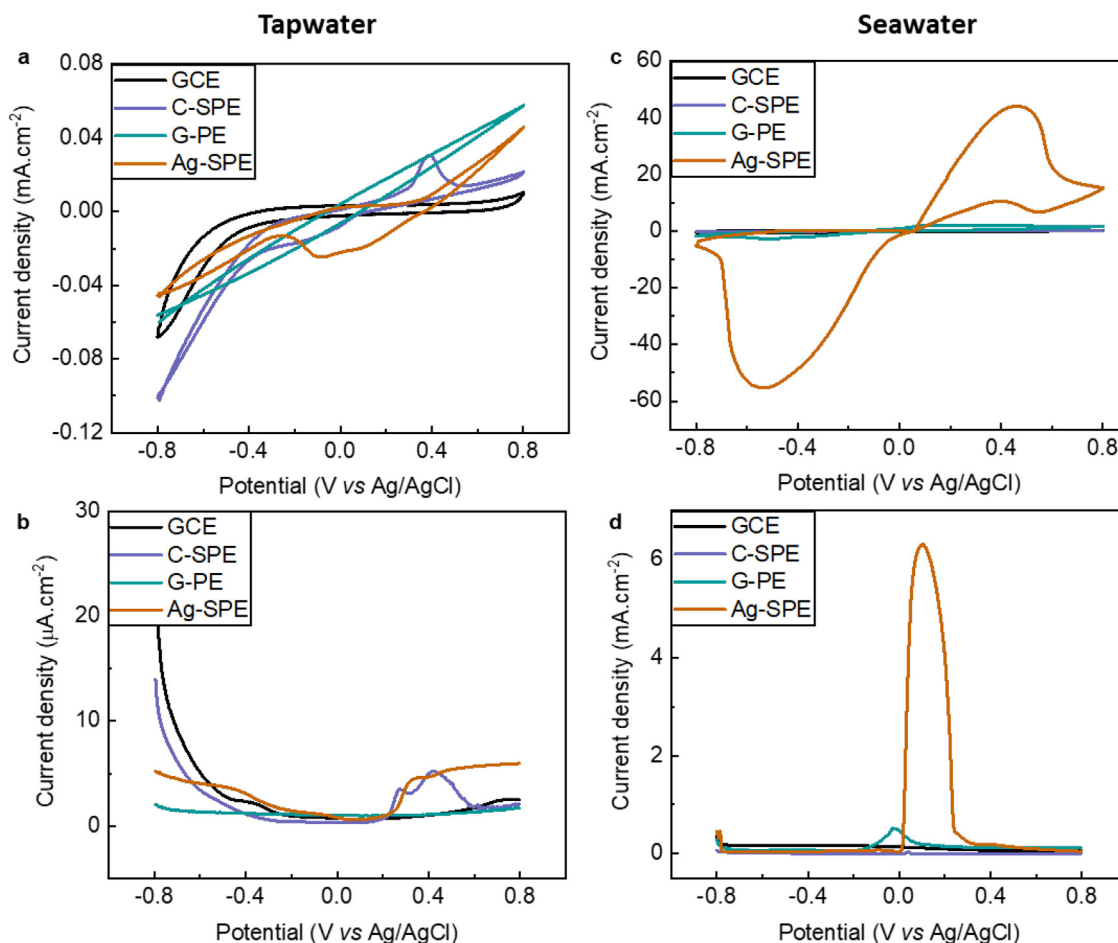 Tapwater
a
0.08
0.04
0.00
-0.04
-0.08
-0.12
Current density (mA.cm-2)
GCE
C-SPE
G-PE
Ag-SPE
-0.8 -0.4 0.0 0.4 0.8
Potential (V vs Ag/AgCl)
b
30
20
10
0
Current density (µA.cm-2)
GCE
C-SPE
G-PE
Ag-SPE
-0.8 -0.4 0.0 0.4 0.8
Potential (V vs Ag/AgCl)
Seawater
c
60
40
20
0
-20
-40
-60
Current density (mA.cm-2)
GCE
C-SPE
G-PE
Ag-SPE
-0.8 -0.4 0.0 0.4 0.8
Potential (V vs Ag/AgCl)
d
6
4
2
0
Current density (mA.cm-2)
GCE
C-SPE
G-PE
Ag-SPE
-0.8 -0.4 0.0 0.4 0.8
Potential (V vs Ag/AgCl)